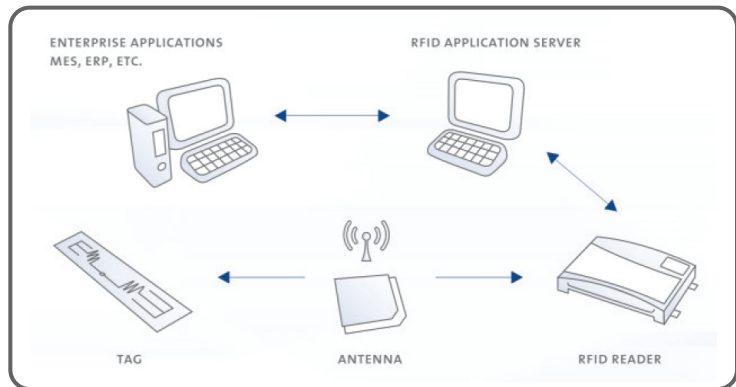 ENTERPRISE APPLICATIONS
MES, ERP, ETC.
RFID APPLICATION SERVER
TAG
ANTENNA
RFID READER